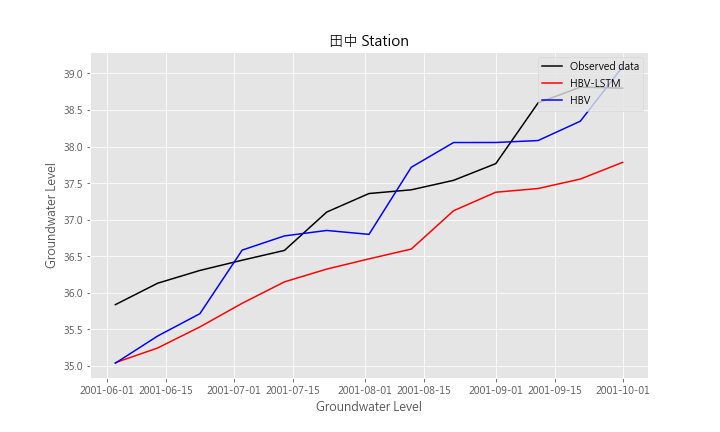 田中 Station
Observed data
HBV-LSTM
HBV
39.0
38.5
38.0
37.5
37.0
36.5
36.0
35.5
35.0
Groundwater Level
2001-06-01 2001-06-15 2001-07-01 2001-07-15 2001-08-01 2001-08-15 2001-09-01 2001-09-15 2001-10-01
Groundwater Level